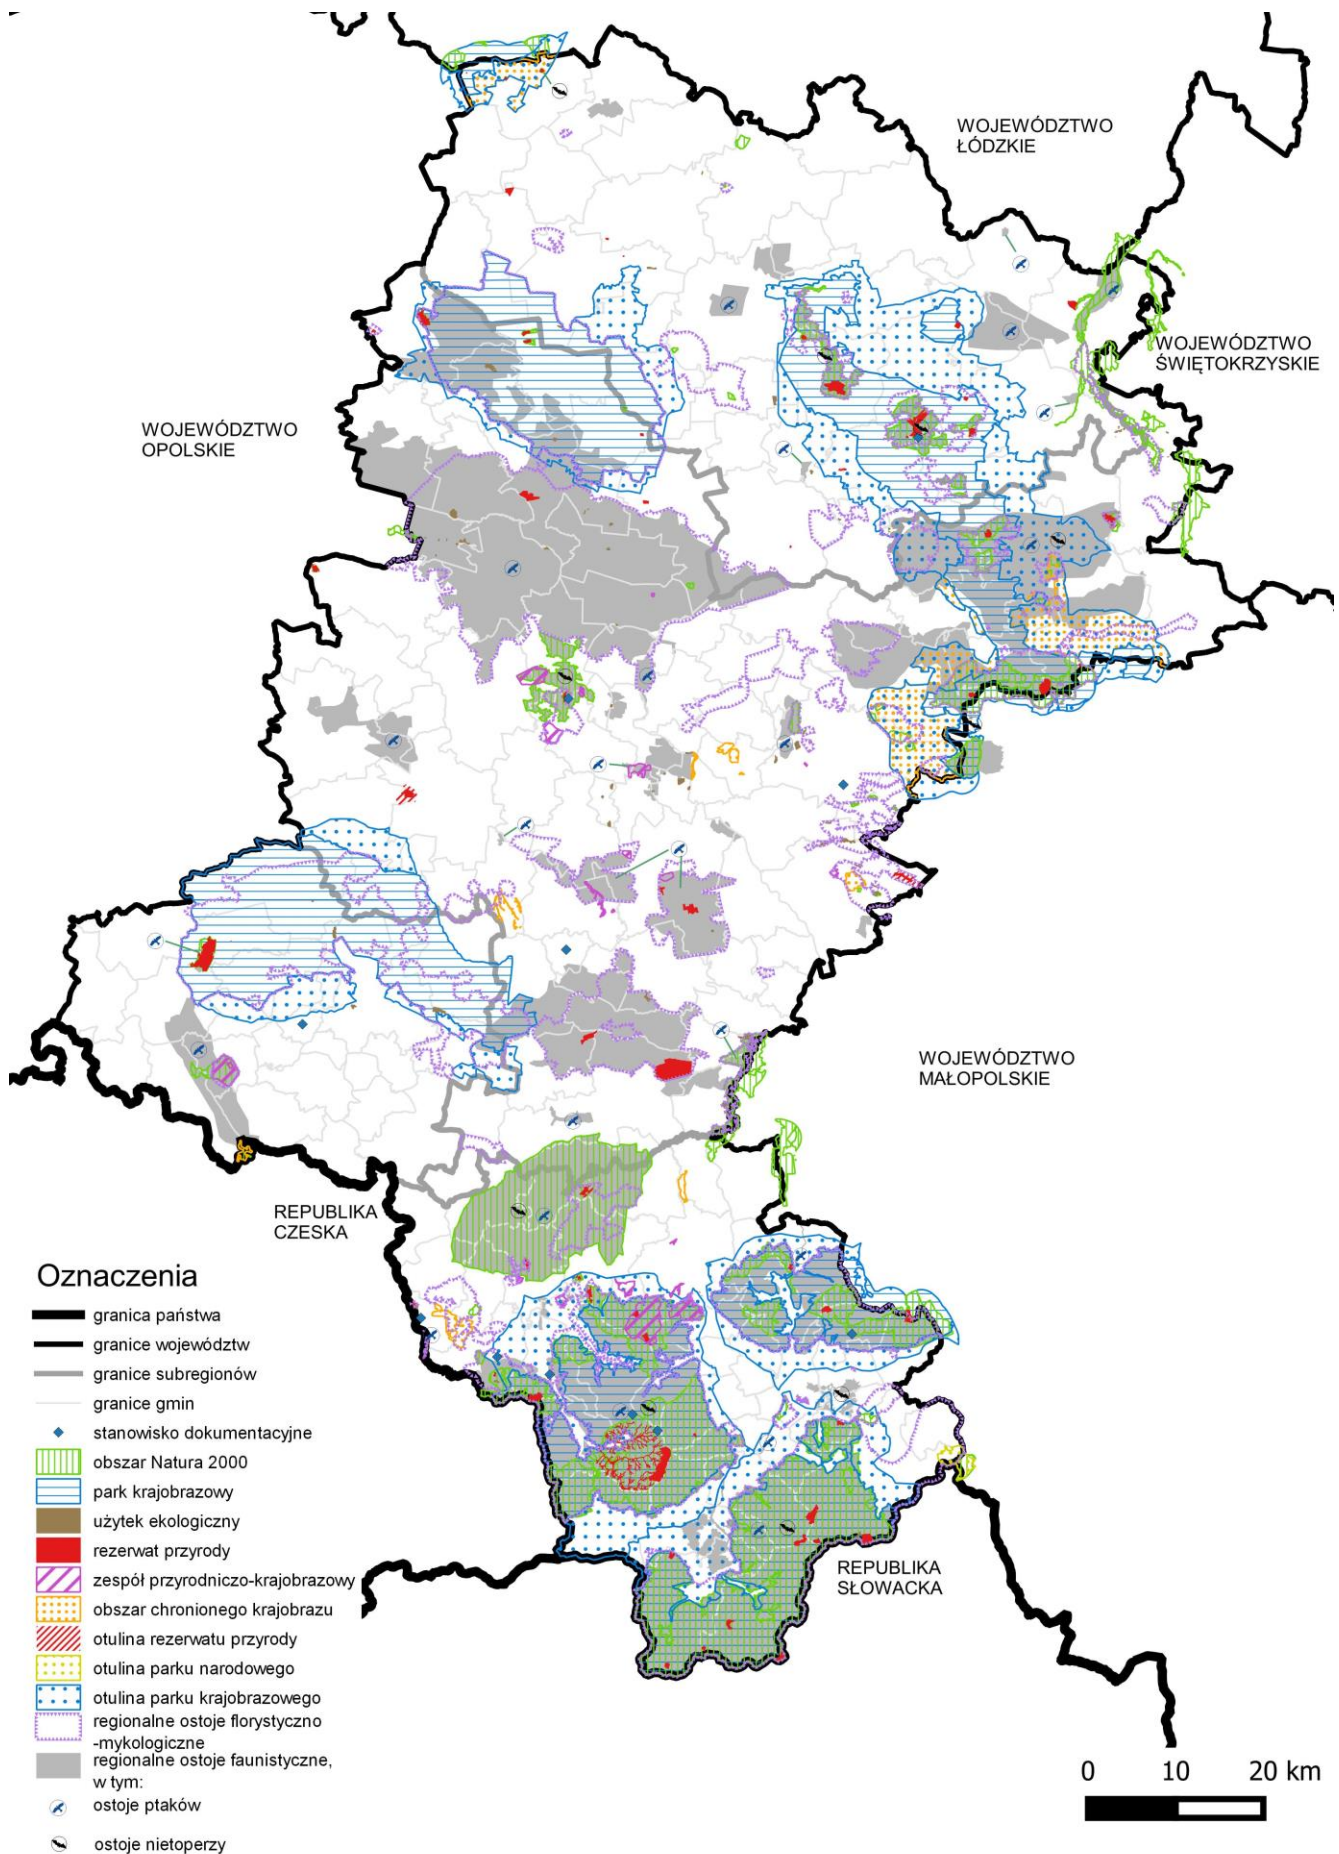 WOJEWÓDZTWO
ŁÓDZKIE
WOJEWÓDZTWO
ŚWIĘTOKRZYSKIE
WOJEWÓDZTWO
OPOLSKIE
WOJEWÓDZTWO
MAŁOPOLSKIE
REPUBLIKA
CZESKA
REPUBLIKA
SŁOWACKA
Oznaczenia
granica państwa
granice województw
granice subregionów
granice gmin
stanowisko dokumentacyjne
obszar Natura 2000
park krajobrazowy
użytek ekologiczny
rezerwat przyrody
zespół przyrodniczo-krajobrazowy
obszar chronionego krajobrazu
otulina rezerwatu przyrody
otulina parku narodowego
otulina parku krajobrazowego
regionalne ostoje florystyczno
-mykologiczne
regionalne ostoje faunistyczne,
w tym:
ostoje ptaków
ostoje nietoperzy
0 10 20 km